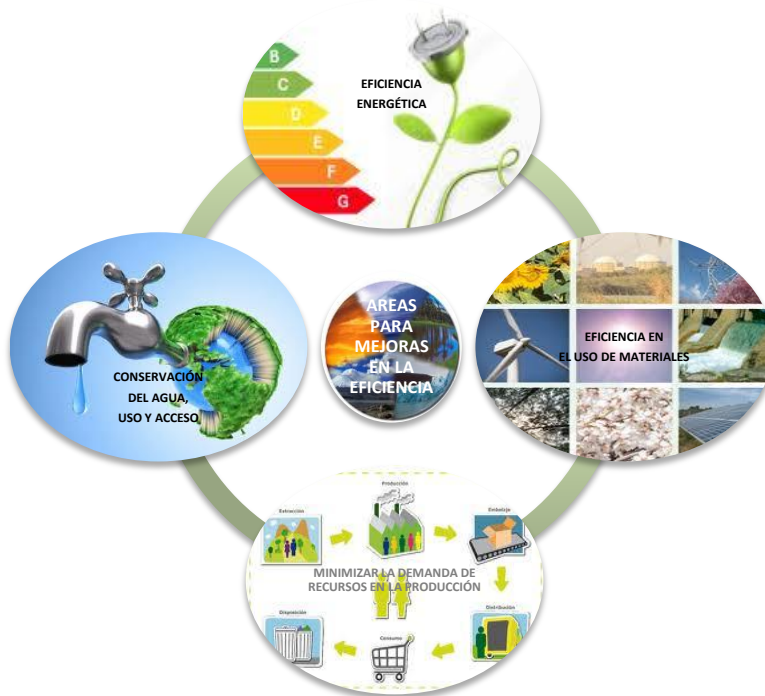 B
C
D
E
F
G
EFICIENCIA
ENERGÉTICA
CONSERVACIÓN
DEL AGUA,
USO Y ACCESO
AREAS
PARA
MEJORAS
EN LA
EFICIENCIA
EFICIENCIA EN
EL USO DE MATERIALES
Producción
Extracción
Embalaje
MINIMIZAR LA DEMANDA DE
RECURSOS EN LA PRODUCCIÓN
Disposición
Consumo
Distribución